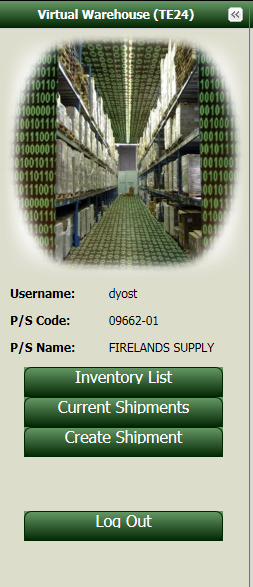 Virtual Warehouse (TE24)
Username: dyost
P/S Code: 09662-01
P/S Name: FIRELANDS SUPPLY
Inventory List
Current Shipments
Create Shipment
Log Out